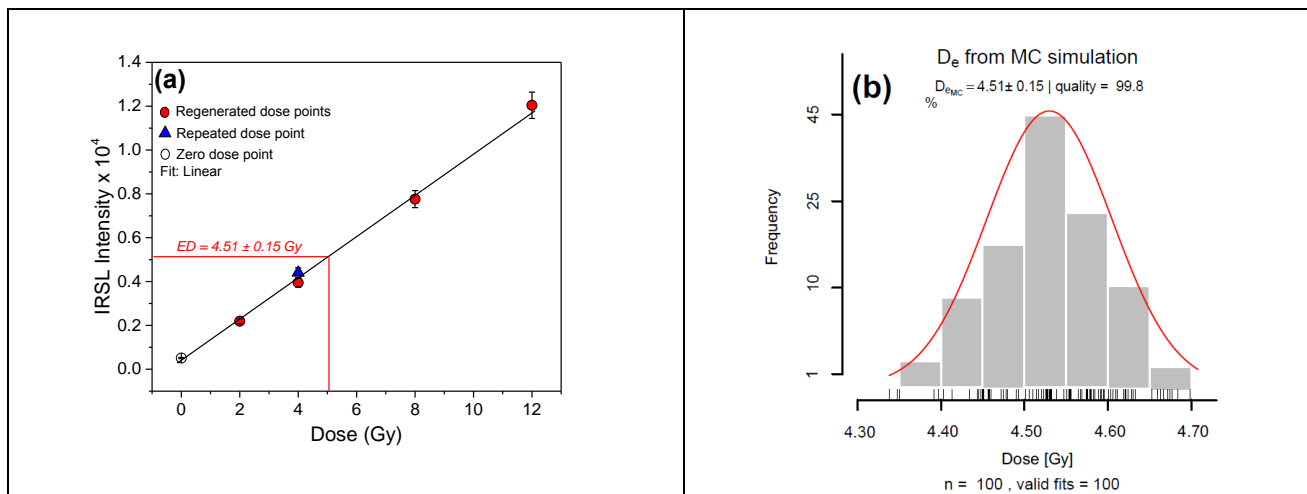 (a)
Regenerated dose points
Repeated dose point
Zero dose point
Fit: Linear
ED = 4.51 ± 0.15 Gy
IRSL Intensity x 10⁴
1.4
1.2
1.0
0.8
0.6
0.4
0.2
0.0
0 2 4 6 8 10 12
Dose (Gy)
(b)
Dₑ from MC simulation
Dₑ_MC = 4.51± 0.15 | quality = 99.8
%
Frequency
45
25
10
1
4.30 4.40 4.50 4.60 4.70
Dose [Gy]
n = 100 , valid fits = 100